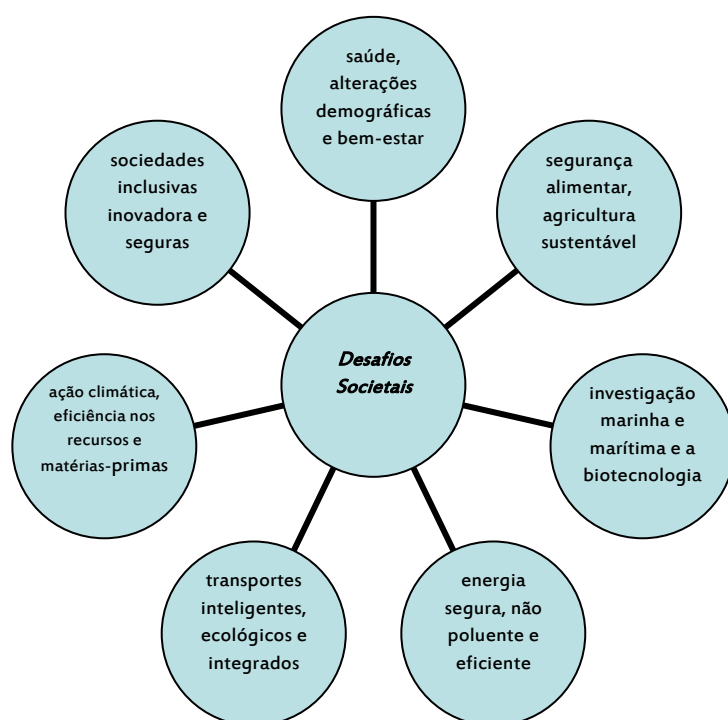 saúde,
alterações
demográficas
e bem-estar
segurança
alimentar,
agricultura
sustentável
investigação
marinha e
marítima e a
biotecnologia
energia
segura, não
poluente e
eficiente
transportes
inteligentes,
ecológicos e
integrados
ação climática,
eficiência nos
recursos e
matérias-primas
sociedades
inclusivas
inovadora e
seguras
Desafios
Societais